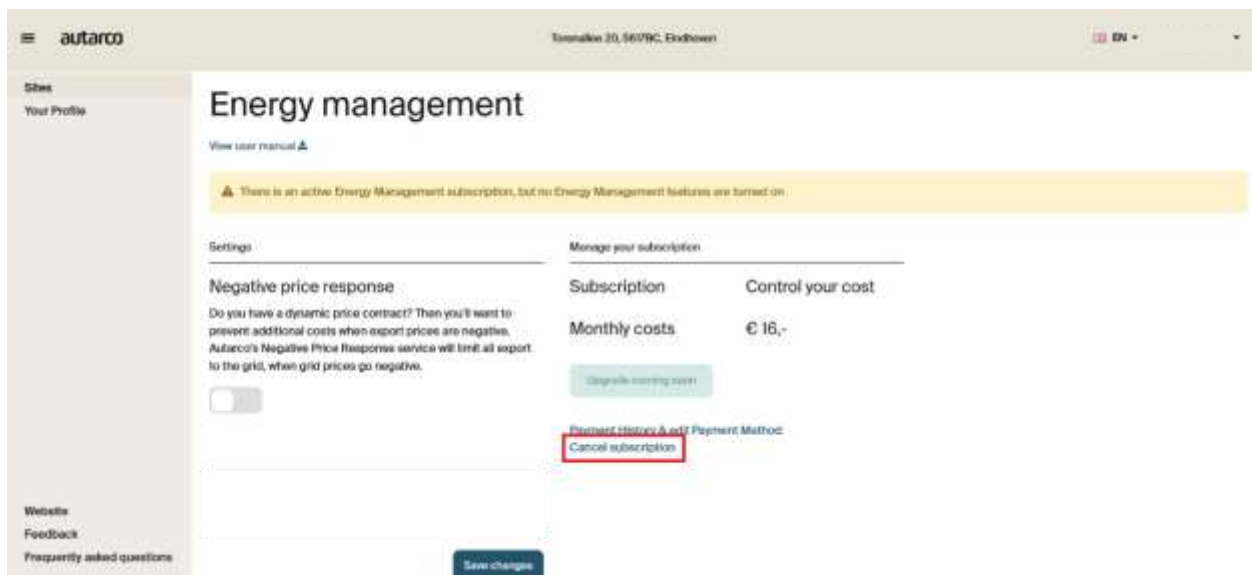 autarco
Torenallee 20, 5617BC, Eindhoven
EN
Sites
Your Profile
Energy management
View user manual
There is an active Energy Management subscription, but no Energy Management features are turned on
Settings
Manage your subscription
Negative price response
Do you have a dynamic price contract? Then you'll want to
prevent additional costs when export prices are negative.
Autarco's Negative Price Response service will limit all export
to the grid, when grid prices go negative.
Subscription
Control your cost
Monthly costs
€ 16,-
Upgrade coming soon
Payment History & edit Payment Method
Cancel subscription
Website
Feedback
Frequently asked questions
Save changes